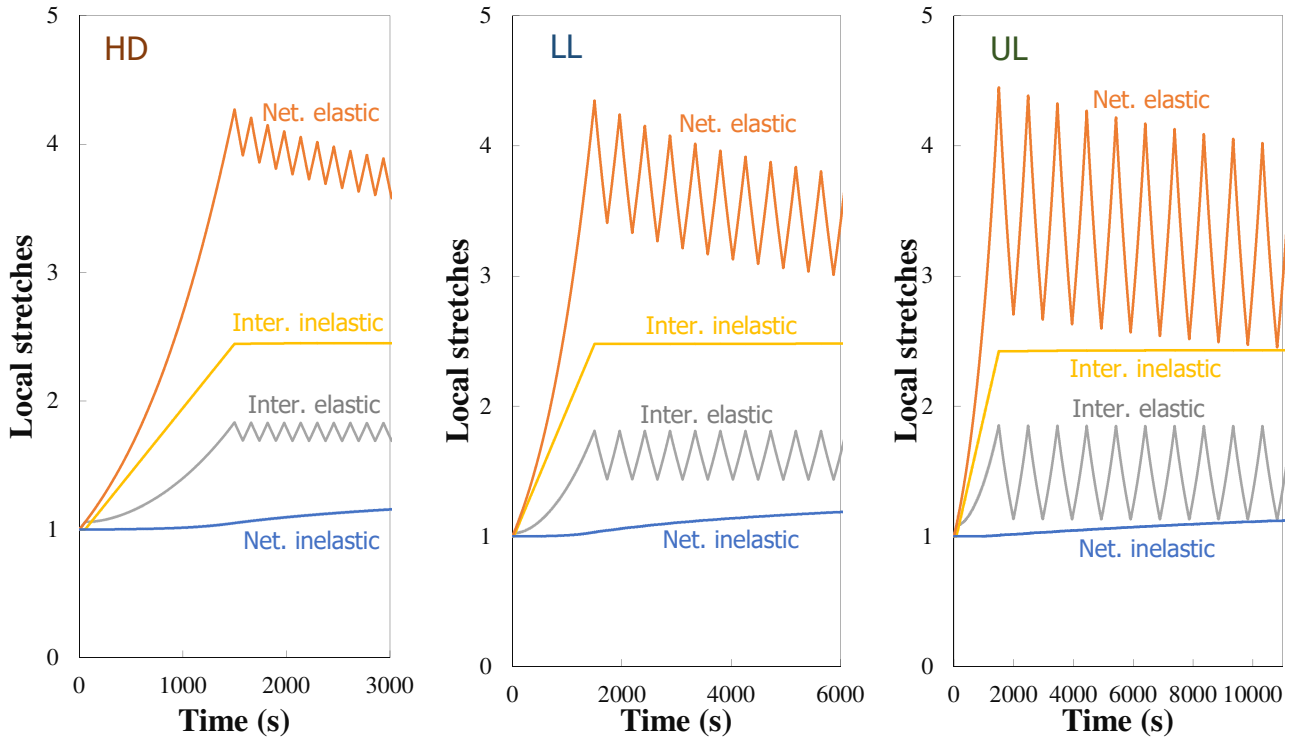 HD
Local stretches
5
4
3
2
1
0
Net. elastic
Inter. inelastic
Inter. elastic
Net. inelastic
0 1000 2000 3000
Time (s)
LL
Local stretches
5
4
3
2
1
0
Net. elastic
Inter. inelastic
Inter. elastic
Net. inelastic
0 2000 4000 6000
Time (s)
UL
Local stretches
5
4
3
2
1
0
Net. elastic
Inter. inelastic
Inter. elastic
Net. inelastic
0 2000 4000 6000 8000 10000
Time (s)